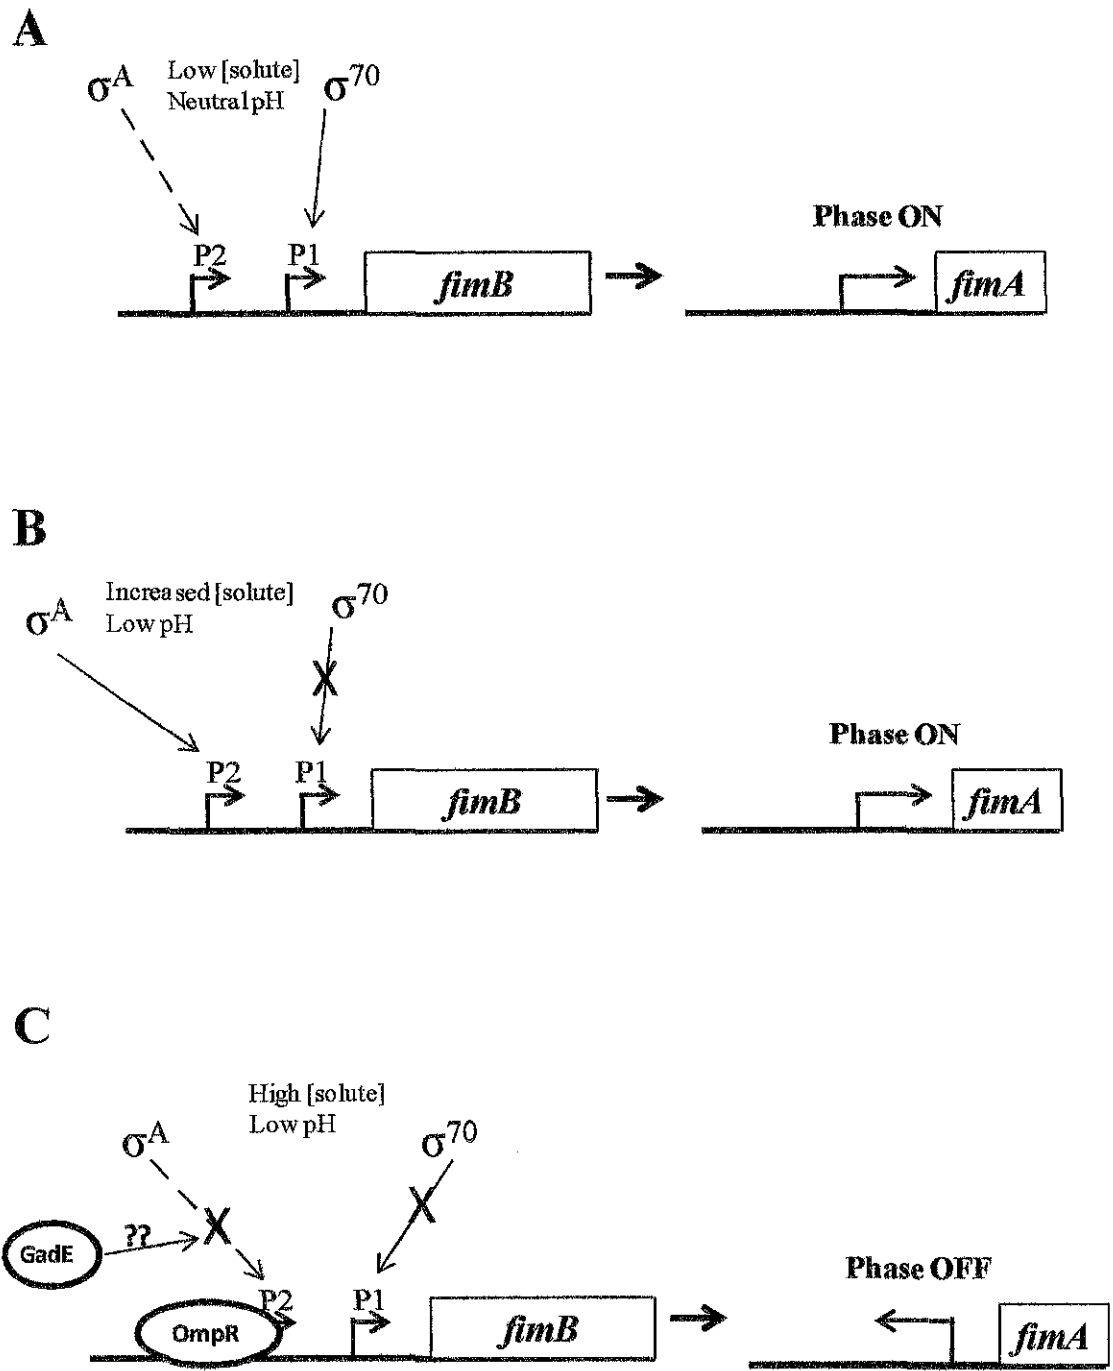 A
σA
Low [solute]
Neutral pH
σ70
P2
P1
fimB
Phase ON
fimA
B
σA
Increased [solute]
Low pH
σ70
X
P2
P1
fimB
Phase ON
fimA
C
High [solute]
Low pH
σA
σ70
X
X
GadE
??
P2
P1
OmpR
fimB
Phase OFF
fimA